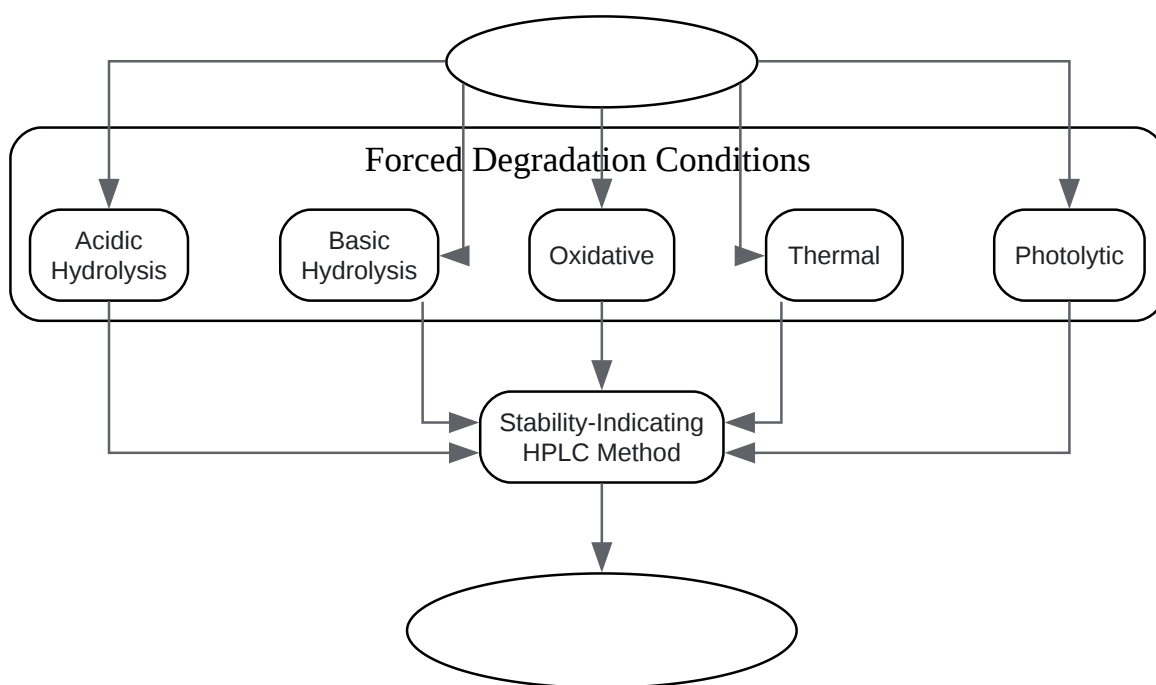 Forced Degradation Conditions
Acidic
Hydrolysis
Basic
Hydrolysis
Oxidative
Thermal
Photolytic
Stability-Indicating
HPLC Method